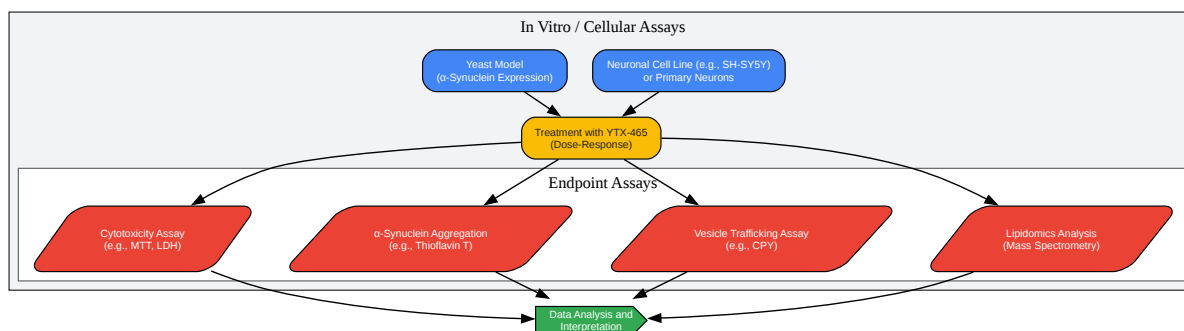 In Vitro / Cellular Assays
Yeast Model
(α-Synuclein Expression)
Neuronal Cell Line (e.g., SH-SY5Y)
or Primary Neurons
Treatment with YTX-465
(Dose-Response)
Endpoint Assays
Cytotoxicity Assay
(e.g., MTT, LDH)
α-Synuclein Aggregation
(e.g., Thioflavin T)
Vesicle Trafficking Assay
(e.g., CPY)
Lipidomics Analysis
(Mass Spectrometry)
Data Analysis and
Interpretation